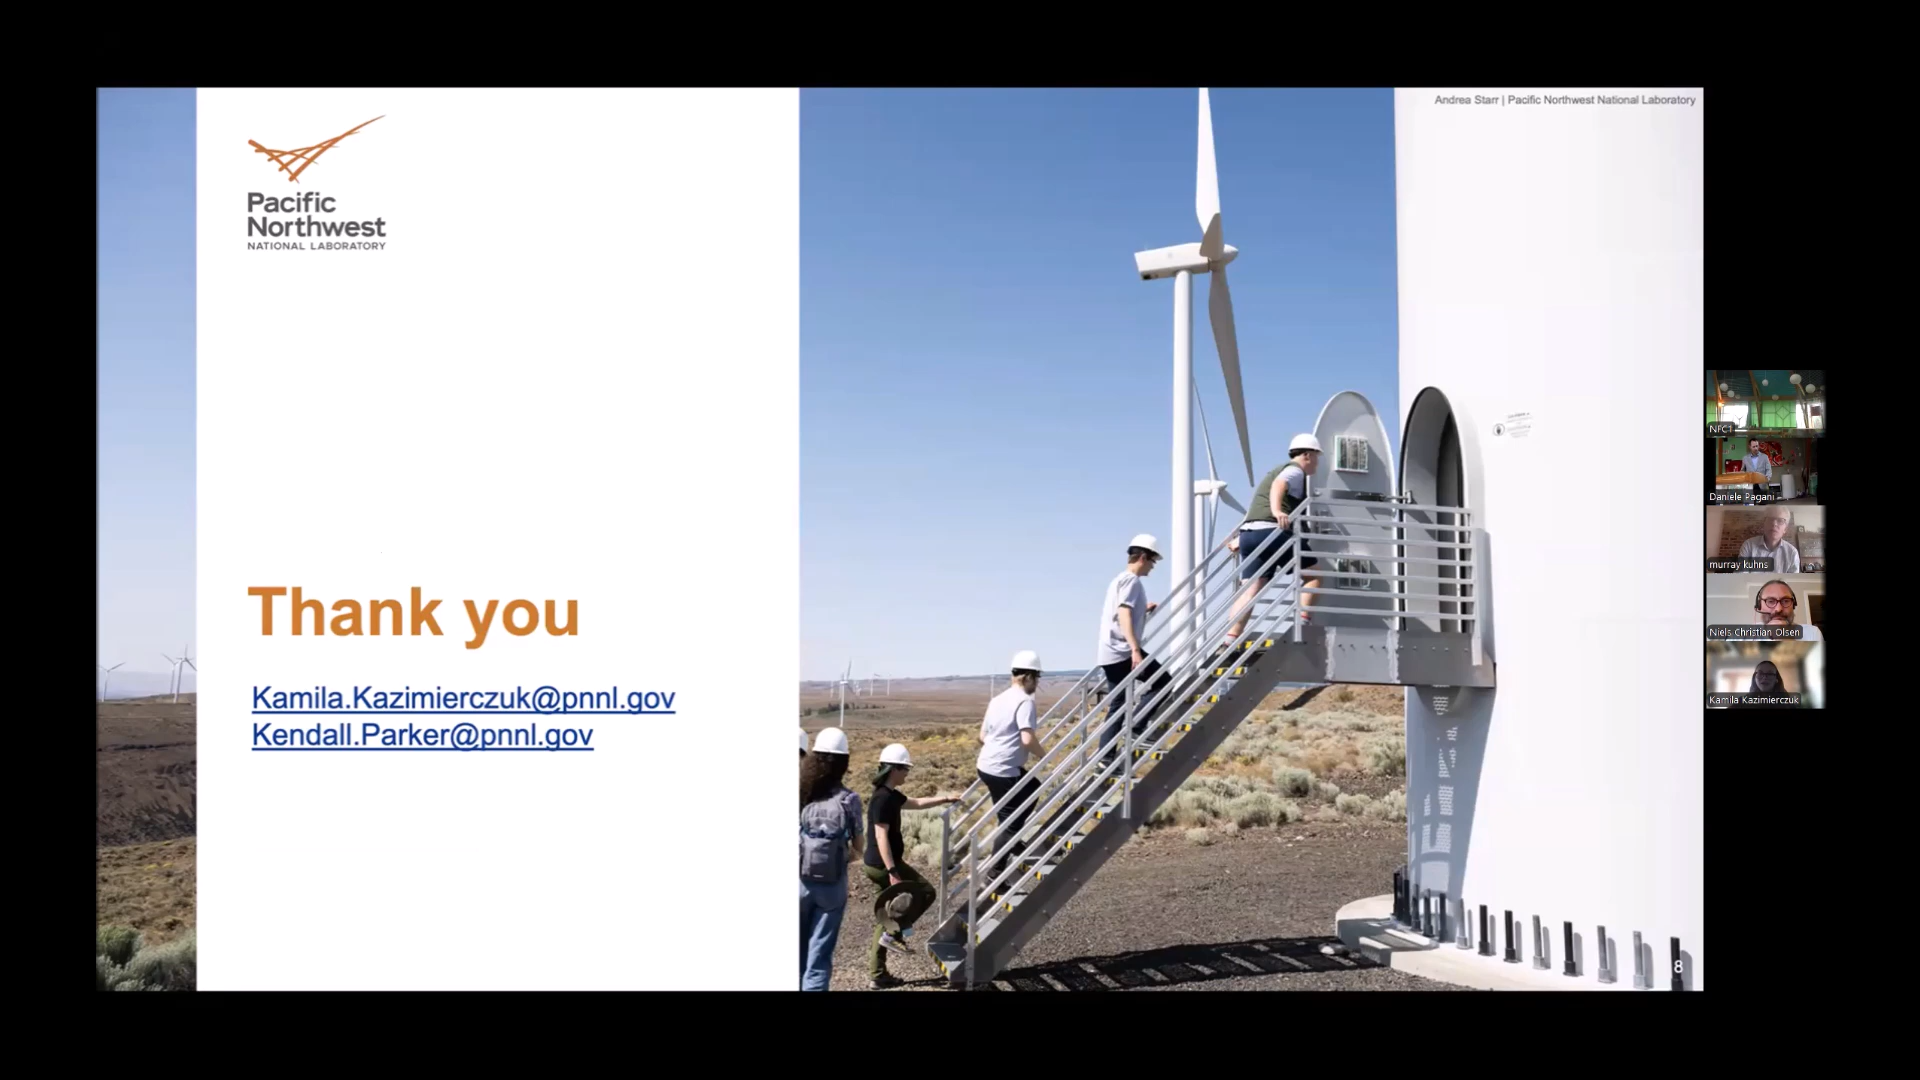 Andrea Starr | Pacific Northwest National Laboratory
Pacific
Northwest
NATIONAL LABORATORY
Thank you
Kamila.Kazimierczuk@pnnl.gov
Kendall.Parker@pnnl.gov
8
NFC1
Daniele Pagani
murray kuhns
Niels Christian Olsen
Kamila Kazimierczuk